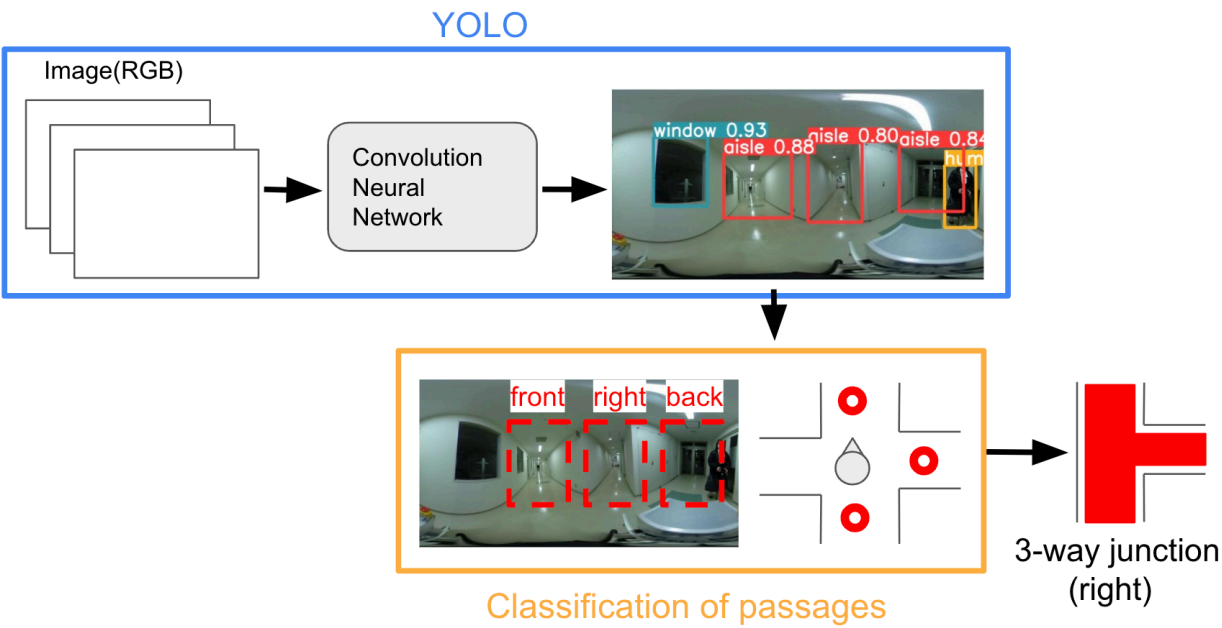 YOLO
Image(RGB)
Convolution
Neural
Network
window 0.93
aisle 0.88
aisle 0.80
aisle 0.84
hum
front
right
back
3-way junction
(right)
Classification of passages